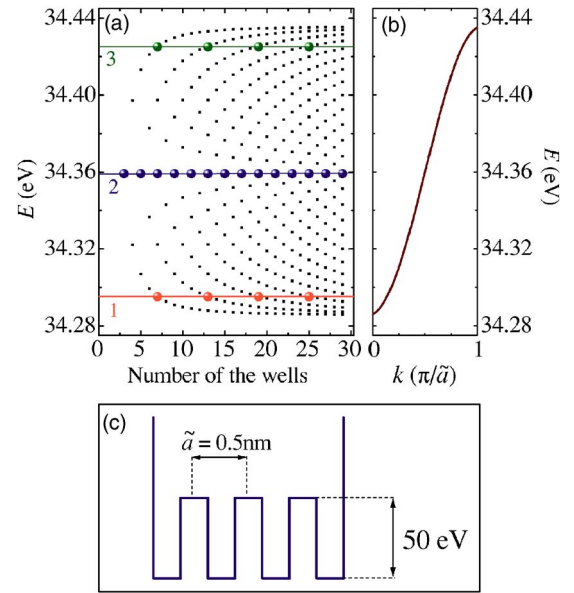 (a)
(b)
34.44
34.40
34.36
34.32
34.28
E (eV)
3
2
1
0 5 10 15 20 25 30
Number of the wells
34.44
34.40
34.36
34.32
34.28
E (eV)
0 1
k (π/ã)
(c)
ã = 0.5nm
50 eV